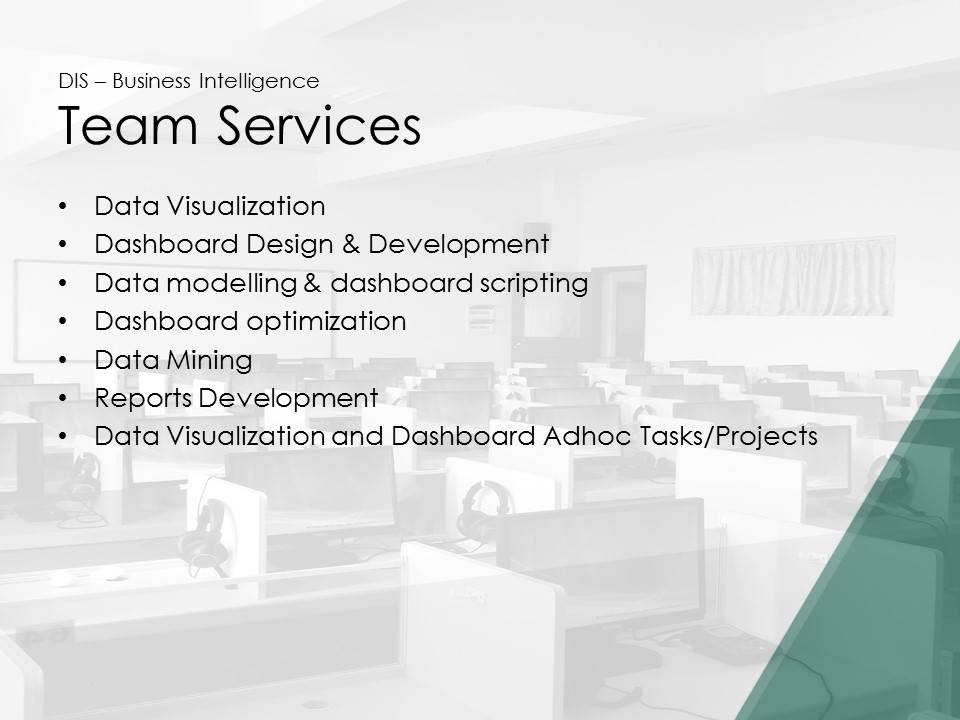 DIS – Business Intelligence
Team Services
• Data Visualization
• Dashboard Design & Development
• Data modelling & dashboard scripting
• Dashboard optimization
• Data Mining
• Reports Development
• Data Visualization and Dashboard Adhoc Tasks/Projects